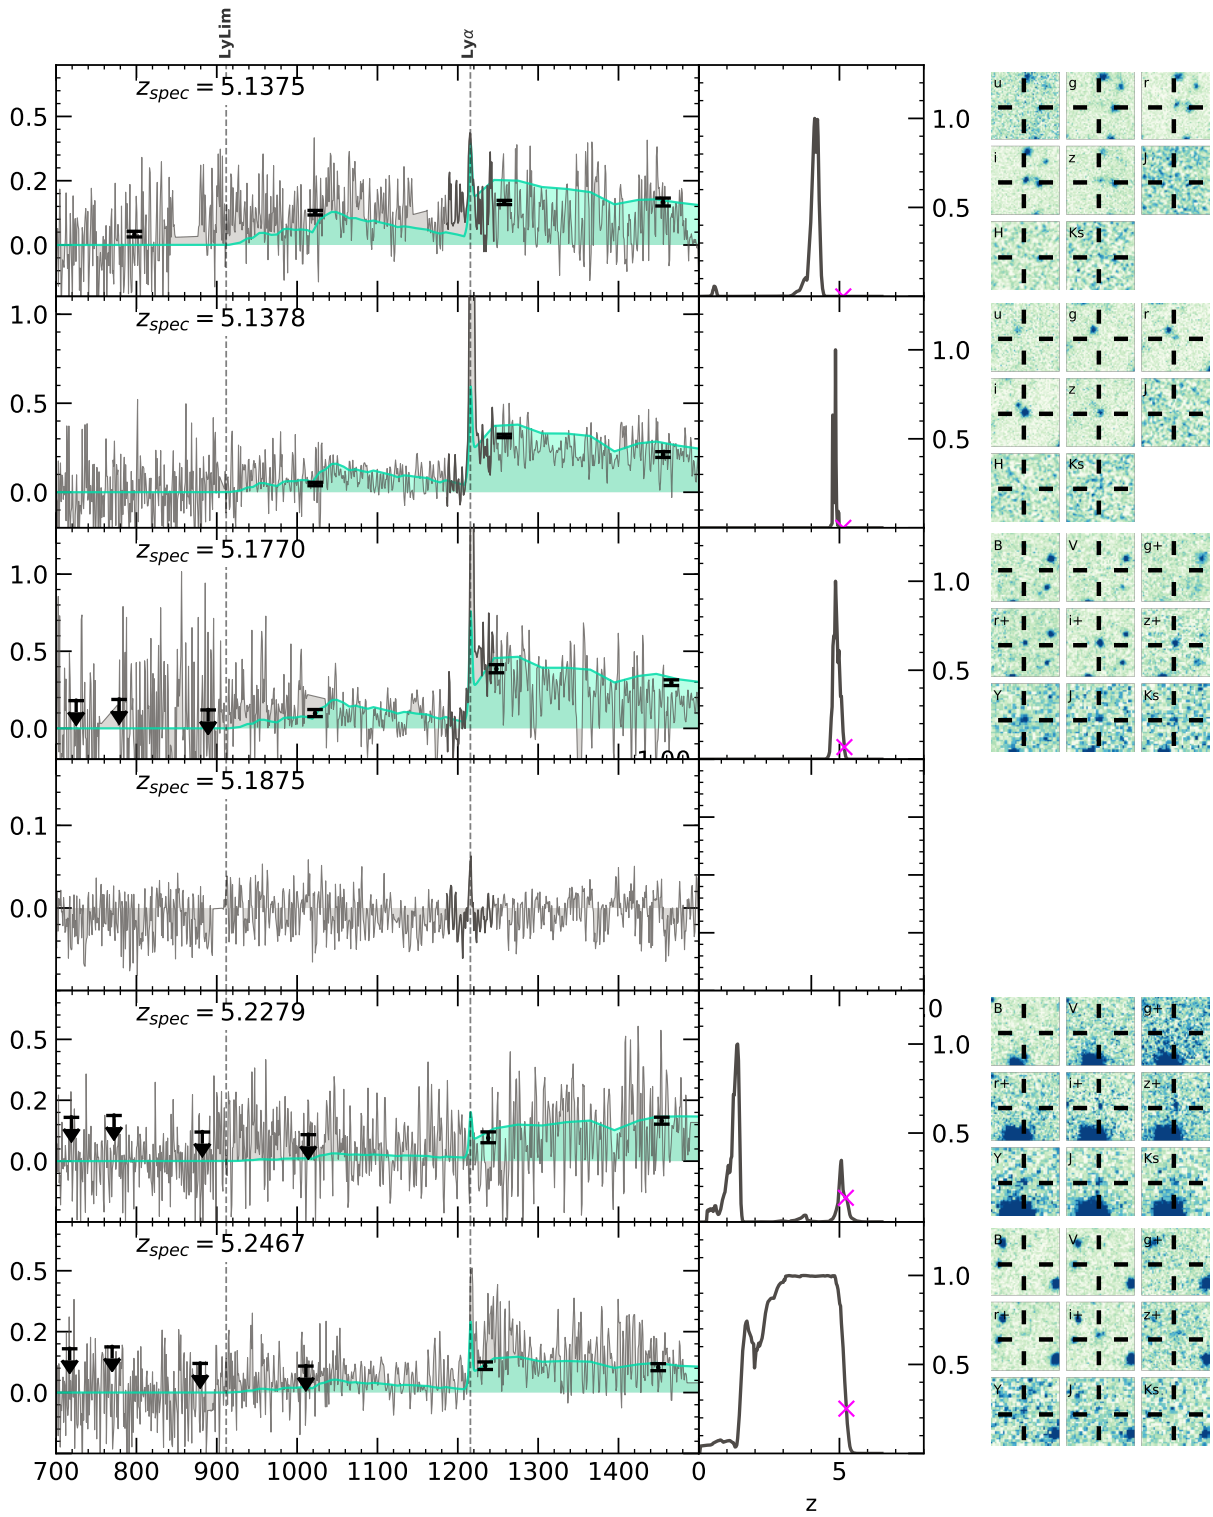 LyLim
Lyα
z_spec = 5.1375
0.5
0.2
0.0
1.0
0.5
u g r
i z J
H Ks
z_spec = 5.1378
1.0
0.5
0.0
1.0
0.5
u g r
i z J
H Ks
z_spec = 5.1770
1.0
0.5
0.0
1.0
0.5
B V g+
r+ i+ z+
Y J Ks
z_spec = 5.1875
0.1
0.0
0
z_spec = 5.2279
0.5
0.2
0.0
1.0
0.5
B V g+
r+ i+ z+
Y J Ks
z_spec = 5.2467
0.5
0.2
0.0
1.0
0.5
B V g+
r+ i+ z+
Y J Ks
700 800 900 1000 1100 1200 1300 1400
0 5
z